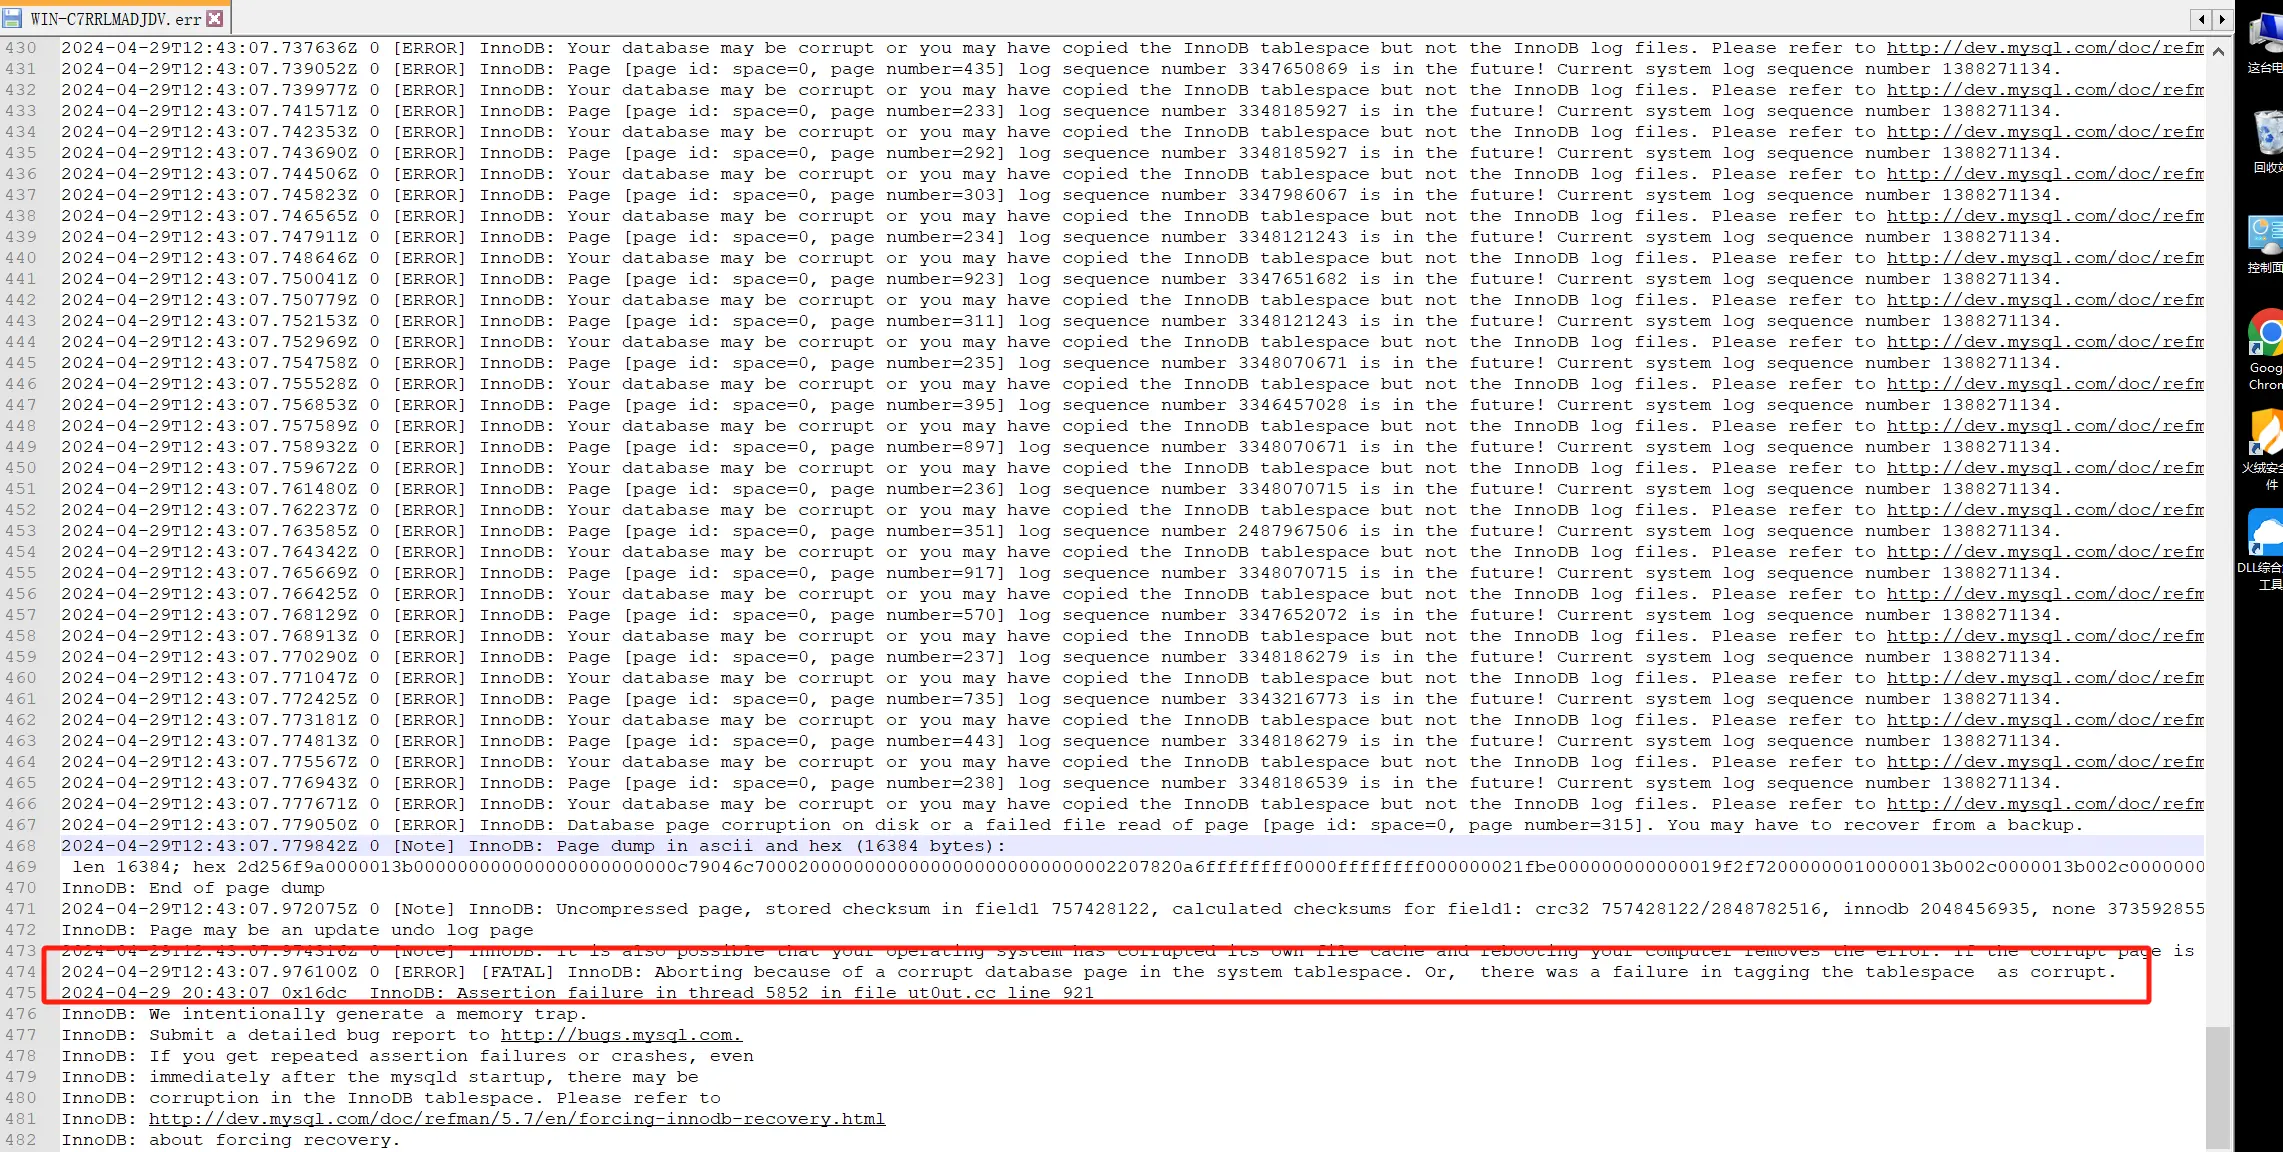 WIN-C7RRLMADJDV.err
430 2024-04-29T12:43:07.737636Z 0 [ERROR] InnoDB: Your database may be corrupt or you may have copied the InnoDB tablespace but not the InnoDB log files. Please refer to http://dev.mysql.com/doc/refm
431 2024-04-29T12:43:07.739052Z 0 [ERROR] InnoDB: Page [page id: space=0, page number=435] log sequence number 3347650869 is in the future! Current system log sequence number 1388271134.
432 2024-04-29T12:43:07.739977Z 0 [ERROR] InnoDB: Your database may be corrupt or you may have copied the InnoDB tablespace but not the InnoDB log files. Please refer to http://dev.mysql.com/doc/refm
433 2024-04-29T12:43:07.741571Z 0 [ERROR] InnoDB: Page [page id: space=0, page number=233] log sequence number 3348185927 is in the future! Current system log sequence number 1388271134.
434 2024-04-29T12:43:07.742353Z 0 [ERROR] InnoDB: Your database may be corrupt or you may have copied the InnoDB tablespace but not the InnoDB log files. Please refer to http://dev.mysql.com/doc/refm
435 2024-04-29T12:43:07.743690Z 0 [ERROR] InnoDB: Page [page id: space=0, page number=292] log sequence number 3348185927 is in the future! Current system log sequence number 1388271134.
436 2024-04-29T12:43:07.744506Z 0 [ERROR] InnoDB: Your database may be corrupt or you may have copied the InnoDB tablespace but not the InnoDB log files. Please refer to http://dev.mysql.com/doc/refm
437 2024-04-29T12:43:07.745823Z 0 [ERROR] InnoDB: Page [page id: space=0, page number=303] log sequence number 3347986067 is in the future! Current system log sequence number 1388271134.
438 2024-04-29T12:43:07.746565Z 0 [ERROR] InnoDB: Your database may be corrupt or you may have copied the InnoDB tablespace but not the InnoDB log files. Please refer to http://dev.mysql.com/doc/refm
439 2024-04-29T12:43:07.747911Z 0 [ERROR] InnoDB: Page [page id: space=0, page number=234] log sequence number 3348121243 is in the future! Current system log sequence number 1388271134.
440 2024-04-29T12:43:07.748646Z 0 [ERROR] InnoDB: Your database may be corrupt or you may have copied the InnoDB tablespace but not the InnoDB log files. Please refer to http://dev.mysql.com/doc/refm
441 2024-04-29T12:43:07.750041Z 0 [ERROR] InnoDB: Page [page id: space=0, page number=923] log sequence number 3347651682 is in the future! Current system log sequence number 1388271134.
442 2024-04-29T12:43:07.750779Z 0 [ERROR] InnoDB: Your database may be corrupt or you may have copied the InnoDB tablespace but not the InnoDB log files. Please refer to http://dev.mysql.com/doc/refm
443 2024-04-29T12:43:07.752153Z 0 [ERROR] InnoDB: Page [page id: space=0, page number=311] log sequence number 3348121243 is in the future! Current system log sequence number 1388271134.
444 2024-04-29T12:43:07.752969Z 0 [ERROR] InnoDB: Your database may be corrupt or you may have copied the InnoDB tablespace but not the InnoDB log files. Please refer to http://dev.mysql.com/doc/refm
445 2024-04-29T12:43:07.754758Z 0 [ERROR] InnoDB: Page [page id: space=0, page number=235] log sequence number 3348070671 is in the future! Current system log sequence number 1388271134.
446 2024-04-29T12:43:07.755528Z 0 [ERROR] InnoDB: Your database may be corrupt or you may have copied the InnoDB tablespace but not the InnoDB log files. Please refer to http://dev.mysql.com/doc/refm
447 2024-04-29T12:43:07.756853Z 0 [ERROR] InnoDB: Page [page id: space=0, page number=395] log sequence number 3346457028 is in the future! Current system log sequence number 1388271134.
448 2024-04-29T12:43:07.757589Z 0 [ERROR] InnoDB: Your database may be corrupt or you may have copied the InnoDB tablespace but not the InnoDB log files. Please refer to http://dev.mysql.com/doc/refm
449 2024-04-29T12:43:07.758932Z 0 [ERROR] InnoDB: Page [page id: space=0, page number=897] log sequence number 3348070671 is in the future! Current system log sequence number 1388271134.
450 2024-04-29T12:43:07.759672Z 0 [ERROR] InnoDB: Your database may be corrupt or you may have copied the InnoDB tablespace but not the InnoDB log files. Please refer to http://dev.mysql.com/doc/refm
451 2024-04-29T12:43:07.761480Z 0 [ERROR] InnoDB: Page [page id: space=0, page number=236] log sequence number 3348070715 is in the future! Current system log sequence number 1388271134.
452 2024-04-29T12:43:07.762237Z 0 [ERROR] InnoDB: Your database may be corrupt or you may have copied the InnoDB tablespace but not the InnoDB log files. Please refer to http://dev.mysql.com/doc/refm
453 2024-04-29T12:43:07.763585Z 0 [ERROR] InnoDB: Page [page id: space=0, page number=351] log sequence number 2487967506 is in the future! Current system log sequence number 1388271134.
454 2024-04-29T12:43:07.764342Z 0 [ERROR] InnoDB: Your database may be corrupt or you may have copied the InnoDB tablespace but not the InnoDB log files. Please refer to http://dev.mysql.com/doc/refm
455 2024-04-29T12:43:07.765669Z 0 [ERROR] InnoDB: Page [page id: space=0, page number=917] log sequence number 3348070715 is in the future! Current system log sequence number 1388271134.
456 2024-04-29T12:43:07.766425Z 0 [ERROR] InnoDB: Your database may be corrupt or you may have copied the InnoDB tablespace but not the InnoDB log files. Please refer to http://dev.mysql.com/doc/refm
457 2024-04-29T12:43:07.768129Z 0 [ERROR] InnoDB: Page [page id: space=0, page number=570] log sequence number 3347652072 is in the future! Current system log sequence number 1388271134.
458 2024-04-29T12:43:07.768913Z 0 [ERROR] InnoDB: Your database may be corrupt or you may have copied the InnoDB tablespace but not the InnoDB log files. Please refer to http://dev.mysql.com/doc/refm
459 2024-04-29T12:43:07.770290Z 0 [ERROR] InnoDB: Page [page id: space=0, page number=237] log sequence number 3348186279 is in the future! Current system log sequence number 1388271134.
460 2024-04-29T12:43:07.771047Z 0 [ERROR] InnoDB: Your database may be corrupt or you may have copied the InnoDB tablespace but not the InnoDB log files. Please refer to http://dev.mysql.com/doc/refm
461 2024-04-29T12:43:07.772425Z 0 [ERROR] InnoDB: Page [page id: space=0, page number=735] log sequence number 3343216773 is in the future! Current system log sequence number 1388271134.
462 2024-04-29T12:43:07.773181Z 0 [ERROR] InnoDB: Your database may be corrupt or you may have copied the InnoDB tablespace but not the InnoDB log files. Please refer to http://dev.mysql.com/doc/refm
463 2024-04-29T12:43:07.774813Z 0 [ERROR] InnoDB: Page [page id: space=0, page number=443] log sequence number 3348186279 is in the future! Current system log sequence number 1388271134.
464 2024-04-29T12:43:07.775567Z 0 [ERROR] InnoDB: Your database may be corrupt or you may have copied the InnoDB tablespace but not the InnoDB log files. Please refer to http://dev.mysql.com/doc/refm
465 2024-04-29T12:43:07.776943Z 0 [ERROR] InnoDB: Page [page id: space=0, page number=238] log sequence number 3348186539 is in the future! Current system log sequence number 1388271134.
466 2024-04-29T12:43:07.777671Z 0 [ERROR] InnoDB: Your database may be corrupt or you may have copied the InnoDB tablespace but not the InnoDB log files. Please refer to http://dev.mysql.com/doc/refm
467 2024-04-29T12:43:07.779050Z 0 [ERROR] InnoDB: Database page corruption on disk or a failed file read of page [page id: space=0, page number=315]. You may have to recover from a backup.
468 2024-04-29T12:43:07.779842Z 0 [Note] InnoDB: Page dump in ascii and hex (16384 bytes):
469 len 16384; hex
470 InnoDB: End of page dump
471 2024-04-29T12:43:07.972075Z 0 [Note] InnoDB: Uncompressed page, stored checksum in field1 757428122, calculated checksums for field1: crc32 757428122/2848782516, innodb 2048456935, none 373592855
472 InnoDB: Page may be an update undo log page
473 2024-04-29T12:43:07.974316Z 0 [Note] InnoDB: It is also possible that your operating system has corrupted its own file cache and rebooting your computer removes the error. If the corrupt page is
474 2024-04-29T12:43:07.976100Z 0 [ERROR] [FATAL] InnoDB: Aborting because of a corrupt database page in the system tablespace. Or,  there was a failure in tagging the tablespace  as corrupt.
475 2024-04-29 20:43:07 0x16dc  InnoDB: Assertion failure in thread 5852 in file ut0ut.cc line 921
476 InnoDB: We intentionally generate a memory trap.
477 InnoDB: Submit a detailed bug report to http://bugs.mysql.com.
478 InnoDB: If you get repeated assertion failures or crashes, even
479 InnoDB: immediately after the mysqld startup, there may be
480 InnoDB: corruption in the InnoDB tablespace. Please refer to
481 InnoDB: http://dev.mysql.com/doc/refman/5.7/en/forcing-innodb-recovery.html
482 InnoDB: about forcing recovery.
这台电
回收站
控制面
Goog
Chrom
火绒安全
件
DLL综合
工具